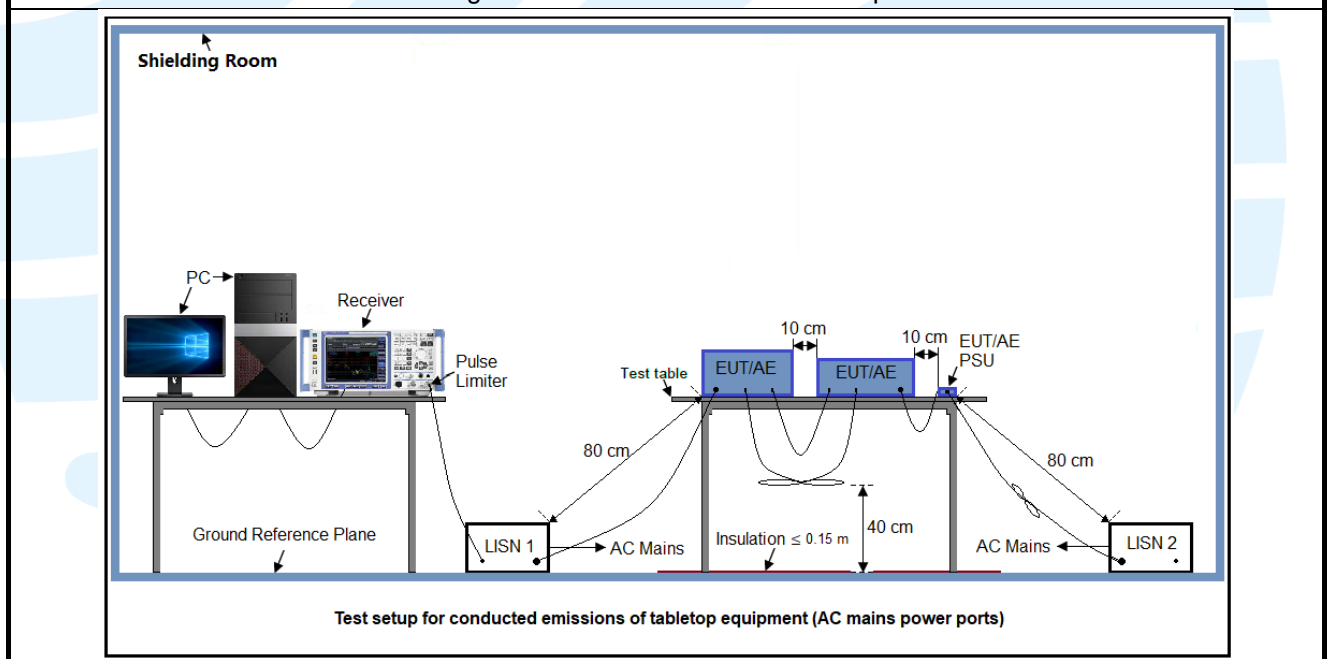 Shielding Room
PC
Receiver
Pulse
Limiter
10 cm
10 cm
EUT/AE
PSU
Test table
EUT/AE
EUT/AE
80 cm
80 cm
40 cm
Ground Reference Plane
LISN 1
AC Mains
Insulation ≤ 0.15 m
AC Mains
LISN 2
Test setup for conducted emissions of tabletop equipment (AC mains power ports)